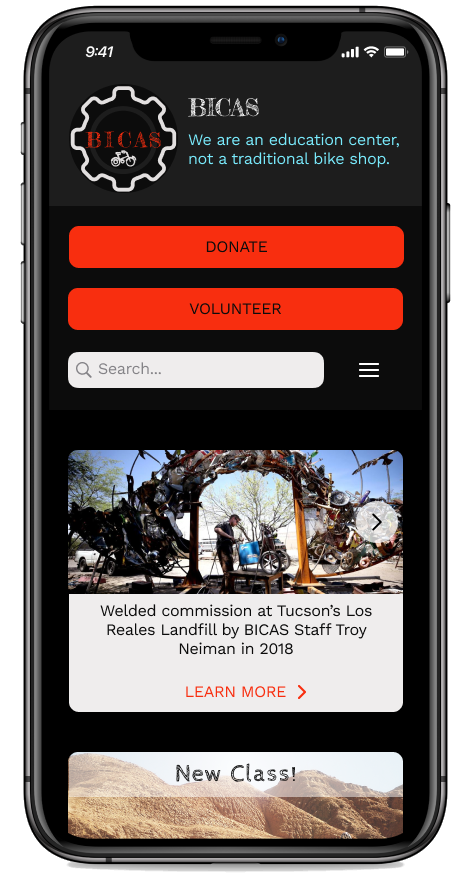 9:41
BICAS
BICAS
We are an education center,
not a traditional bike shop.
DONATE
VOLUNTEER
Search...
Welded commission at Tucson's Los
Reales Landfill by BICAS Staff Troy
Neiman in 2018
LEARN MORE
New Class!